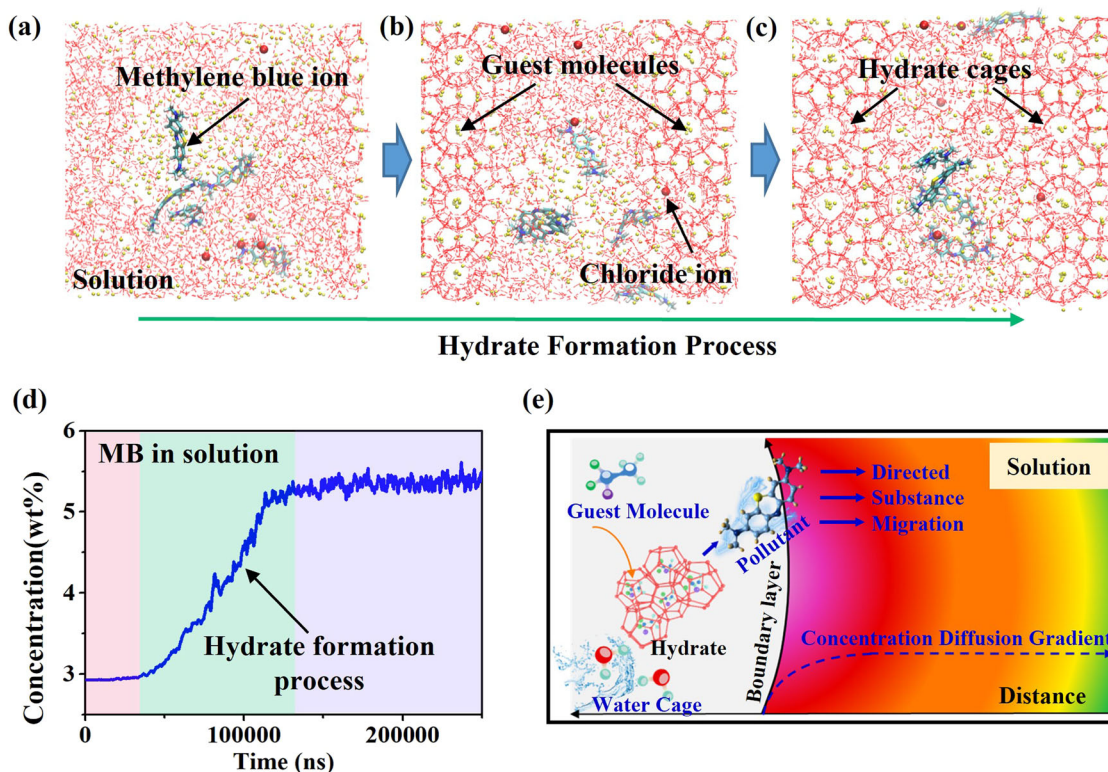 (a)
Methylene blue ion
Solution
(b)
Guest molecules
Chloride ion
(c)
Hydrate cages
Hydrate Formation Process
(d)
Concentration(wt%)
6
5
4
3
MB in solution
Hydrate formation
process
0
100000
200000
Time (ns)
(e)
Guest Molecule
Pollutant
Hydrate
Water Cage
Boundary layer
Directed
Substance
Migration
Solution
Concentration Diffusion Gradient
Distance